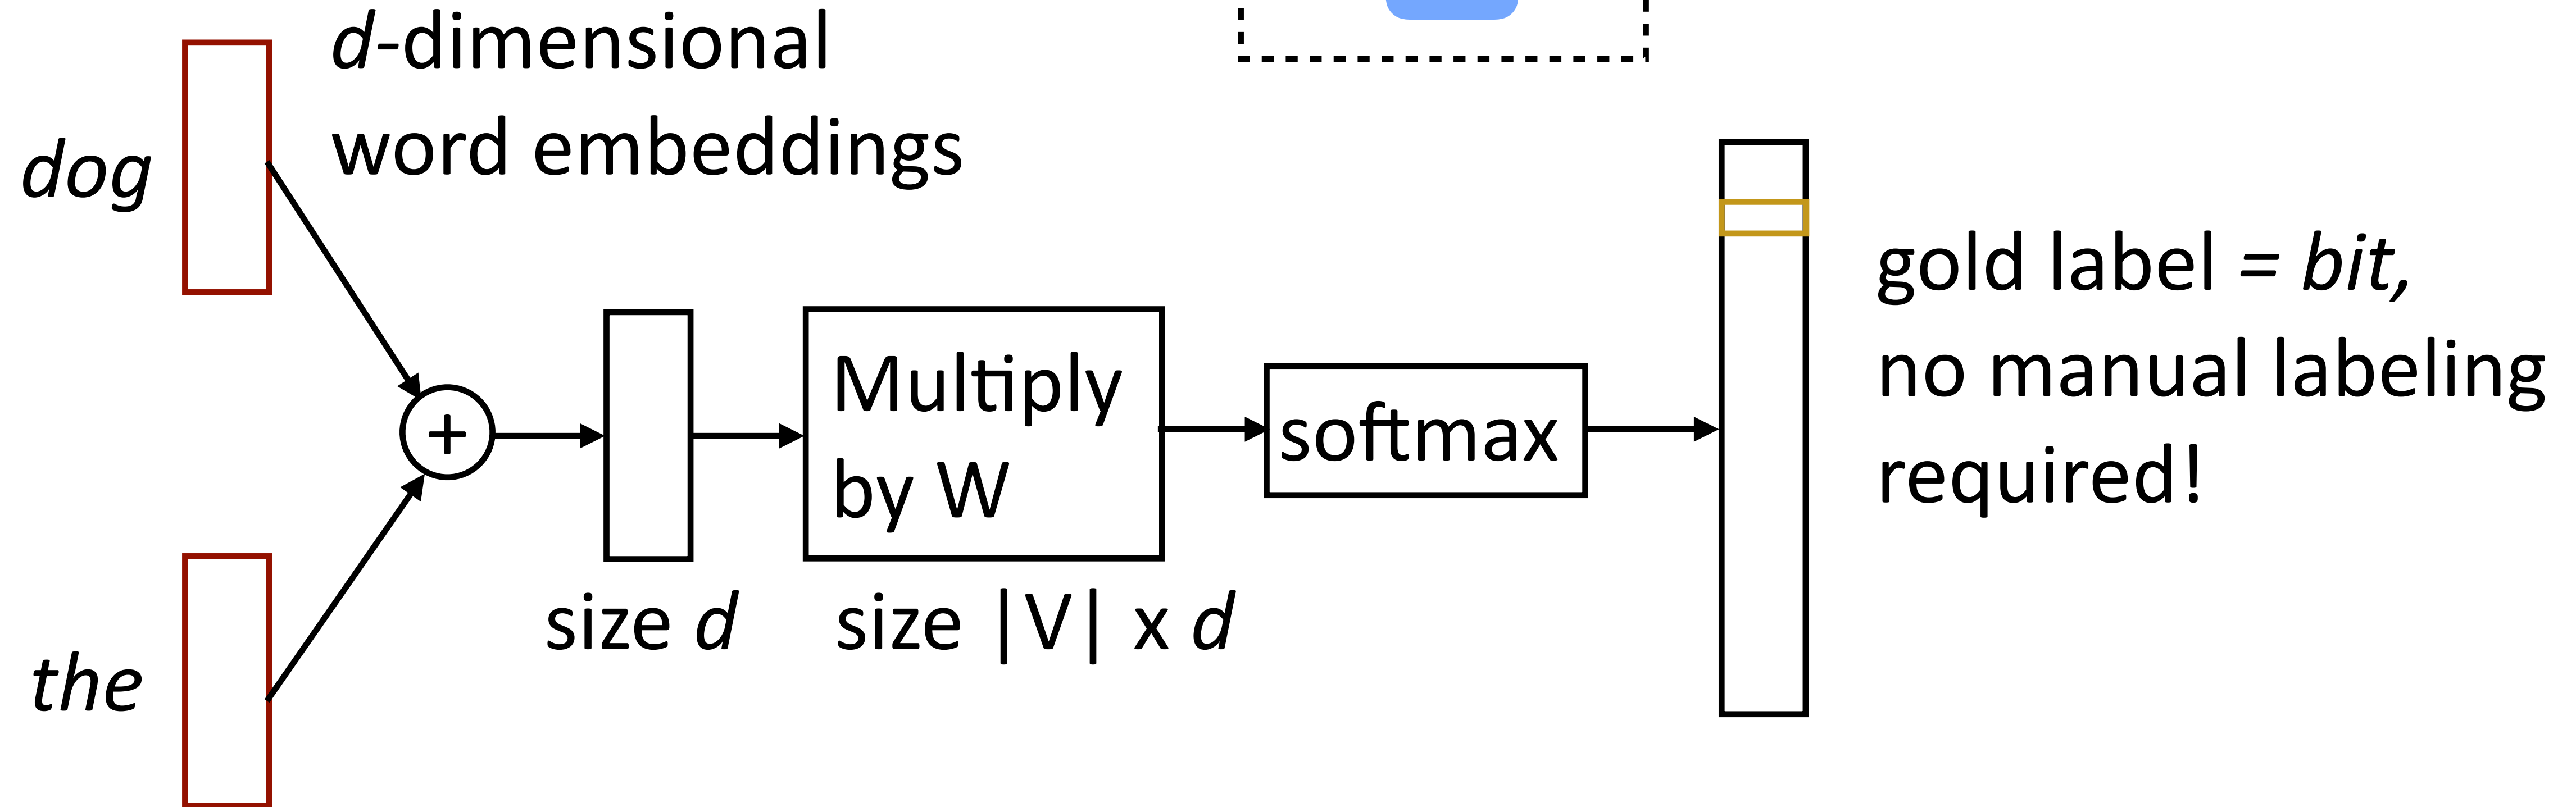 d-dimensional
word embeddings
dog
the
+
size d
Multiply
by W
size |V| x d
softmax
gold label = bit,
no manual labeling
required!